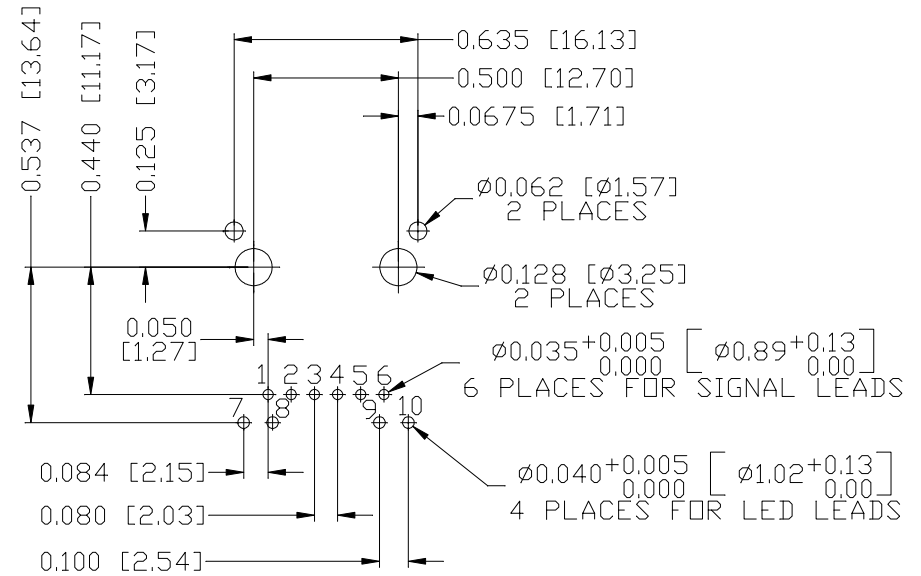 0.635 [16.13]
0.500 [12.70]
0.0675 [1.71]
0.537 [13.64]
0.440 [11.17]
0.125 [3.17]
Ø0.062 [Ø1.57]
2 PLACES
Ø0.128 [Ø3.25]
2 PLACES
0.050
[1.27]
Ø0.035 +0.005 0.000 [Ø0.89 +0.13 0.00]
6 PLACES FOR SIGNAL LEADS
1 2 3 4 5 6
7 8 9 10
0.084 [2.15]
Ø0.040 +0.005 0.000 [Ø1.02 +0.13 0.00]
4 PLACES FOR LED LEADS
0.080 [2.03]
0.100 [2.54]